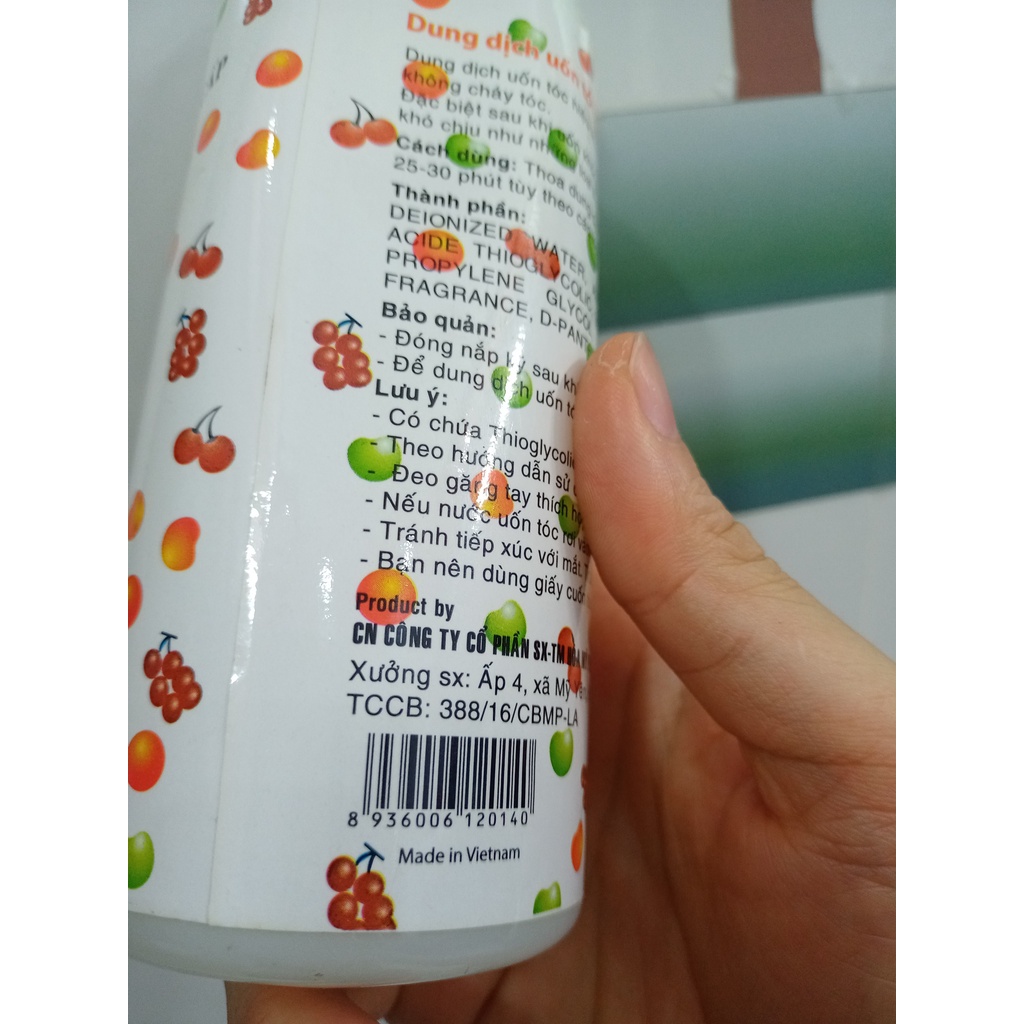 Dung dịch uốn
Dung dịch uốn tóc
không cháy tóc.
Đặc biệt sau khi uốn
khó chịu như những
Cách dùng: Thoa dung
25-30 phút tùy theo
Thành phần:
DEIONIZED WATER,
ACIDE THIOGLYCOLIC
PROPYLENE GLYCOL
FRAGRANCE, D-PANT
Bảo quản:
- Đóng nắp kỹ sau kh
- Để dung dịch uốn tó
Lưu ý:
- Có chứa Thioglycolic
- Theo hướng dẫn sử
- Đeo găng tay thích
- Nếu nước uốn tóc rơi
- Tránh tiếp xúc với mắt.
- Bạn nên dùng giấy cuốn
Product by
CN CÔNG TY CỔ PHẦN SX-TM
Xưởng sx: Ấp 4, xã Mỹ Yên
TCCB: 388/16/CBMP-LA
8 936006 120140
Made in Vietnam